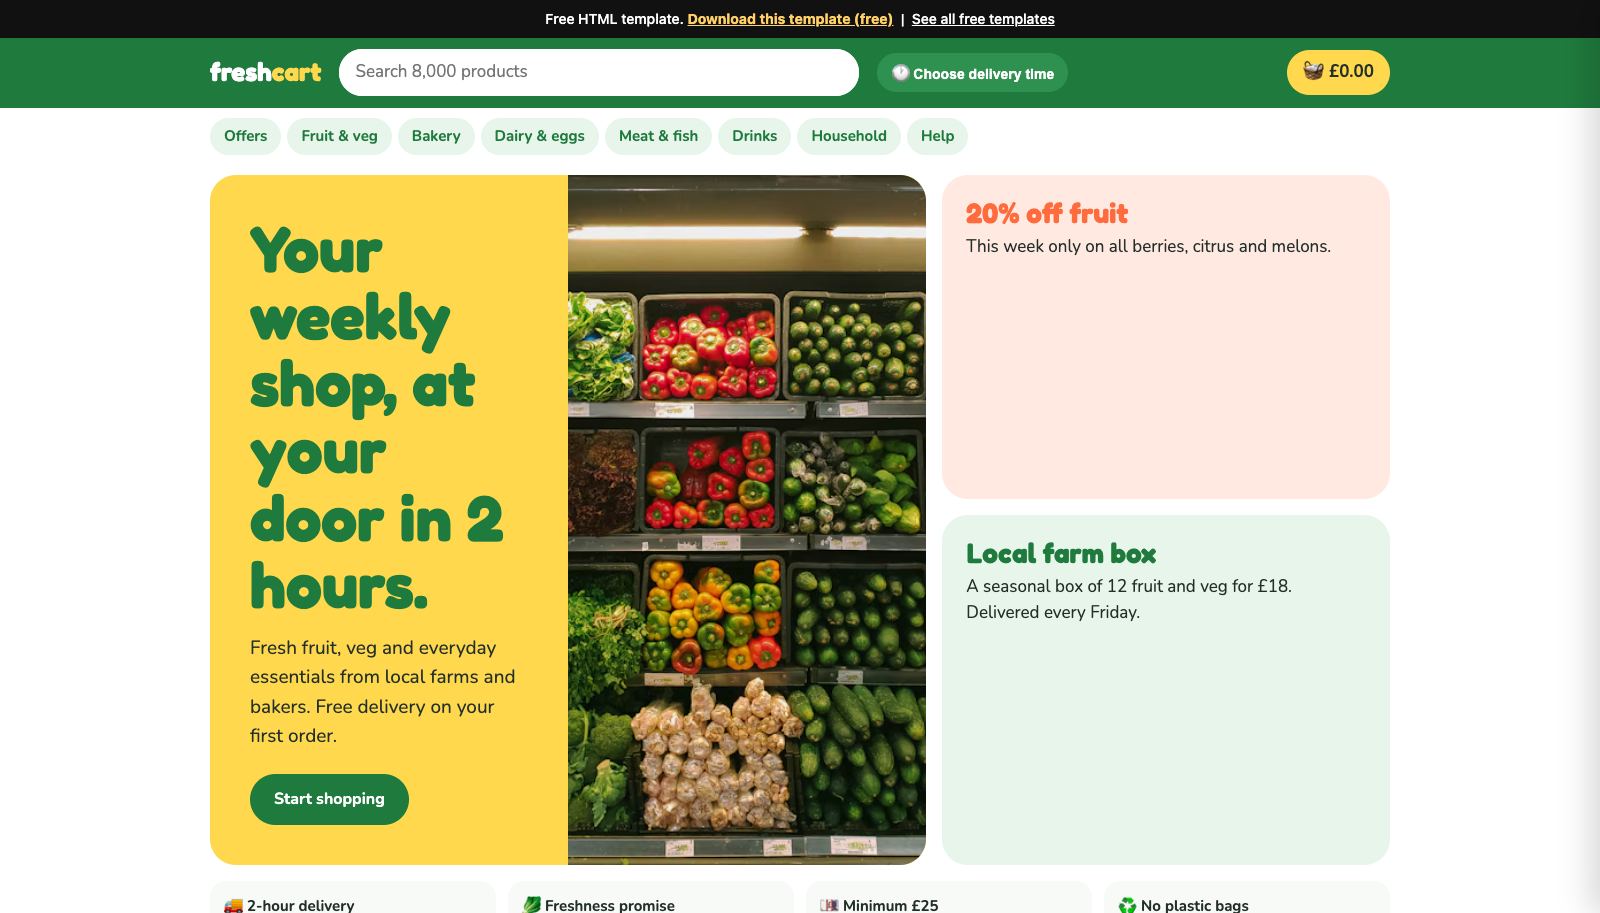 Free HTML template. Download this template (free) | See all free templates
freshcart
Search 8,000 products
Choose delivery time
£0.00
Offers
Fruit & veg
Bakery
Dairy & eggs
Meat & fish
Drinks
Household
Help
Your
weekly
shop, at
your
door in 2
hours.
Fresh fruit, veg and everyday
essentials from local farms and
bakers. Free delivery on your
first order.
Start shopping
20% off fruit
This week only on all berries, citrus and melons.
Local farm box
A seasonal box of 12 fruit and veg for £18.
Delivered every Friday.
2-hour delivery
Freshness promise
Minimum £25
No plastic bags